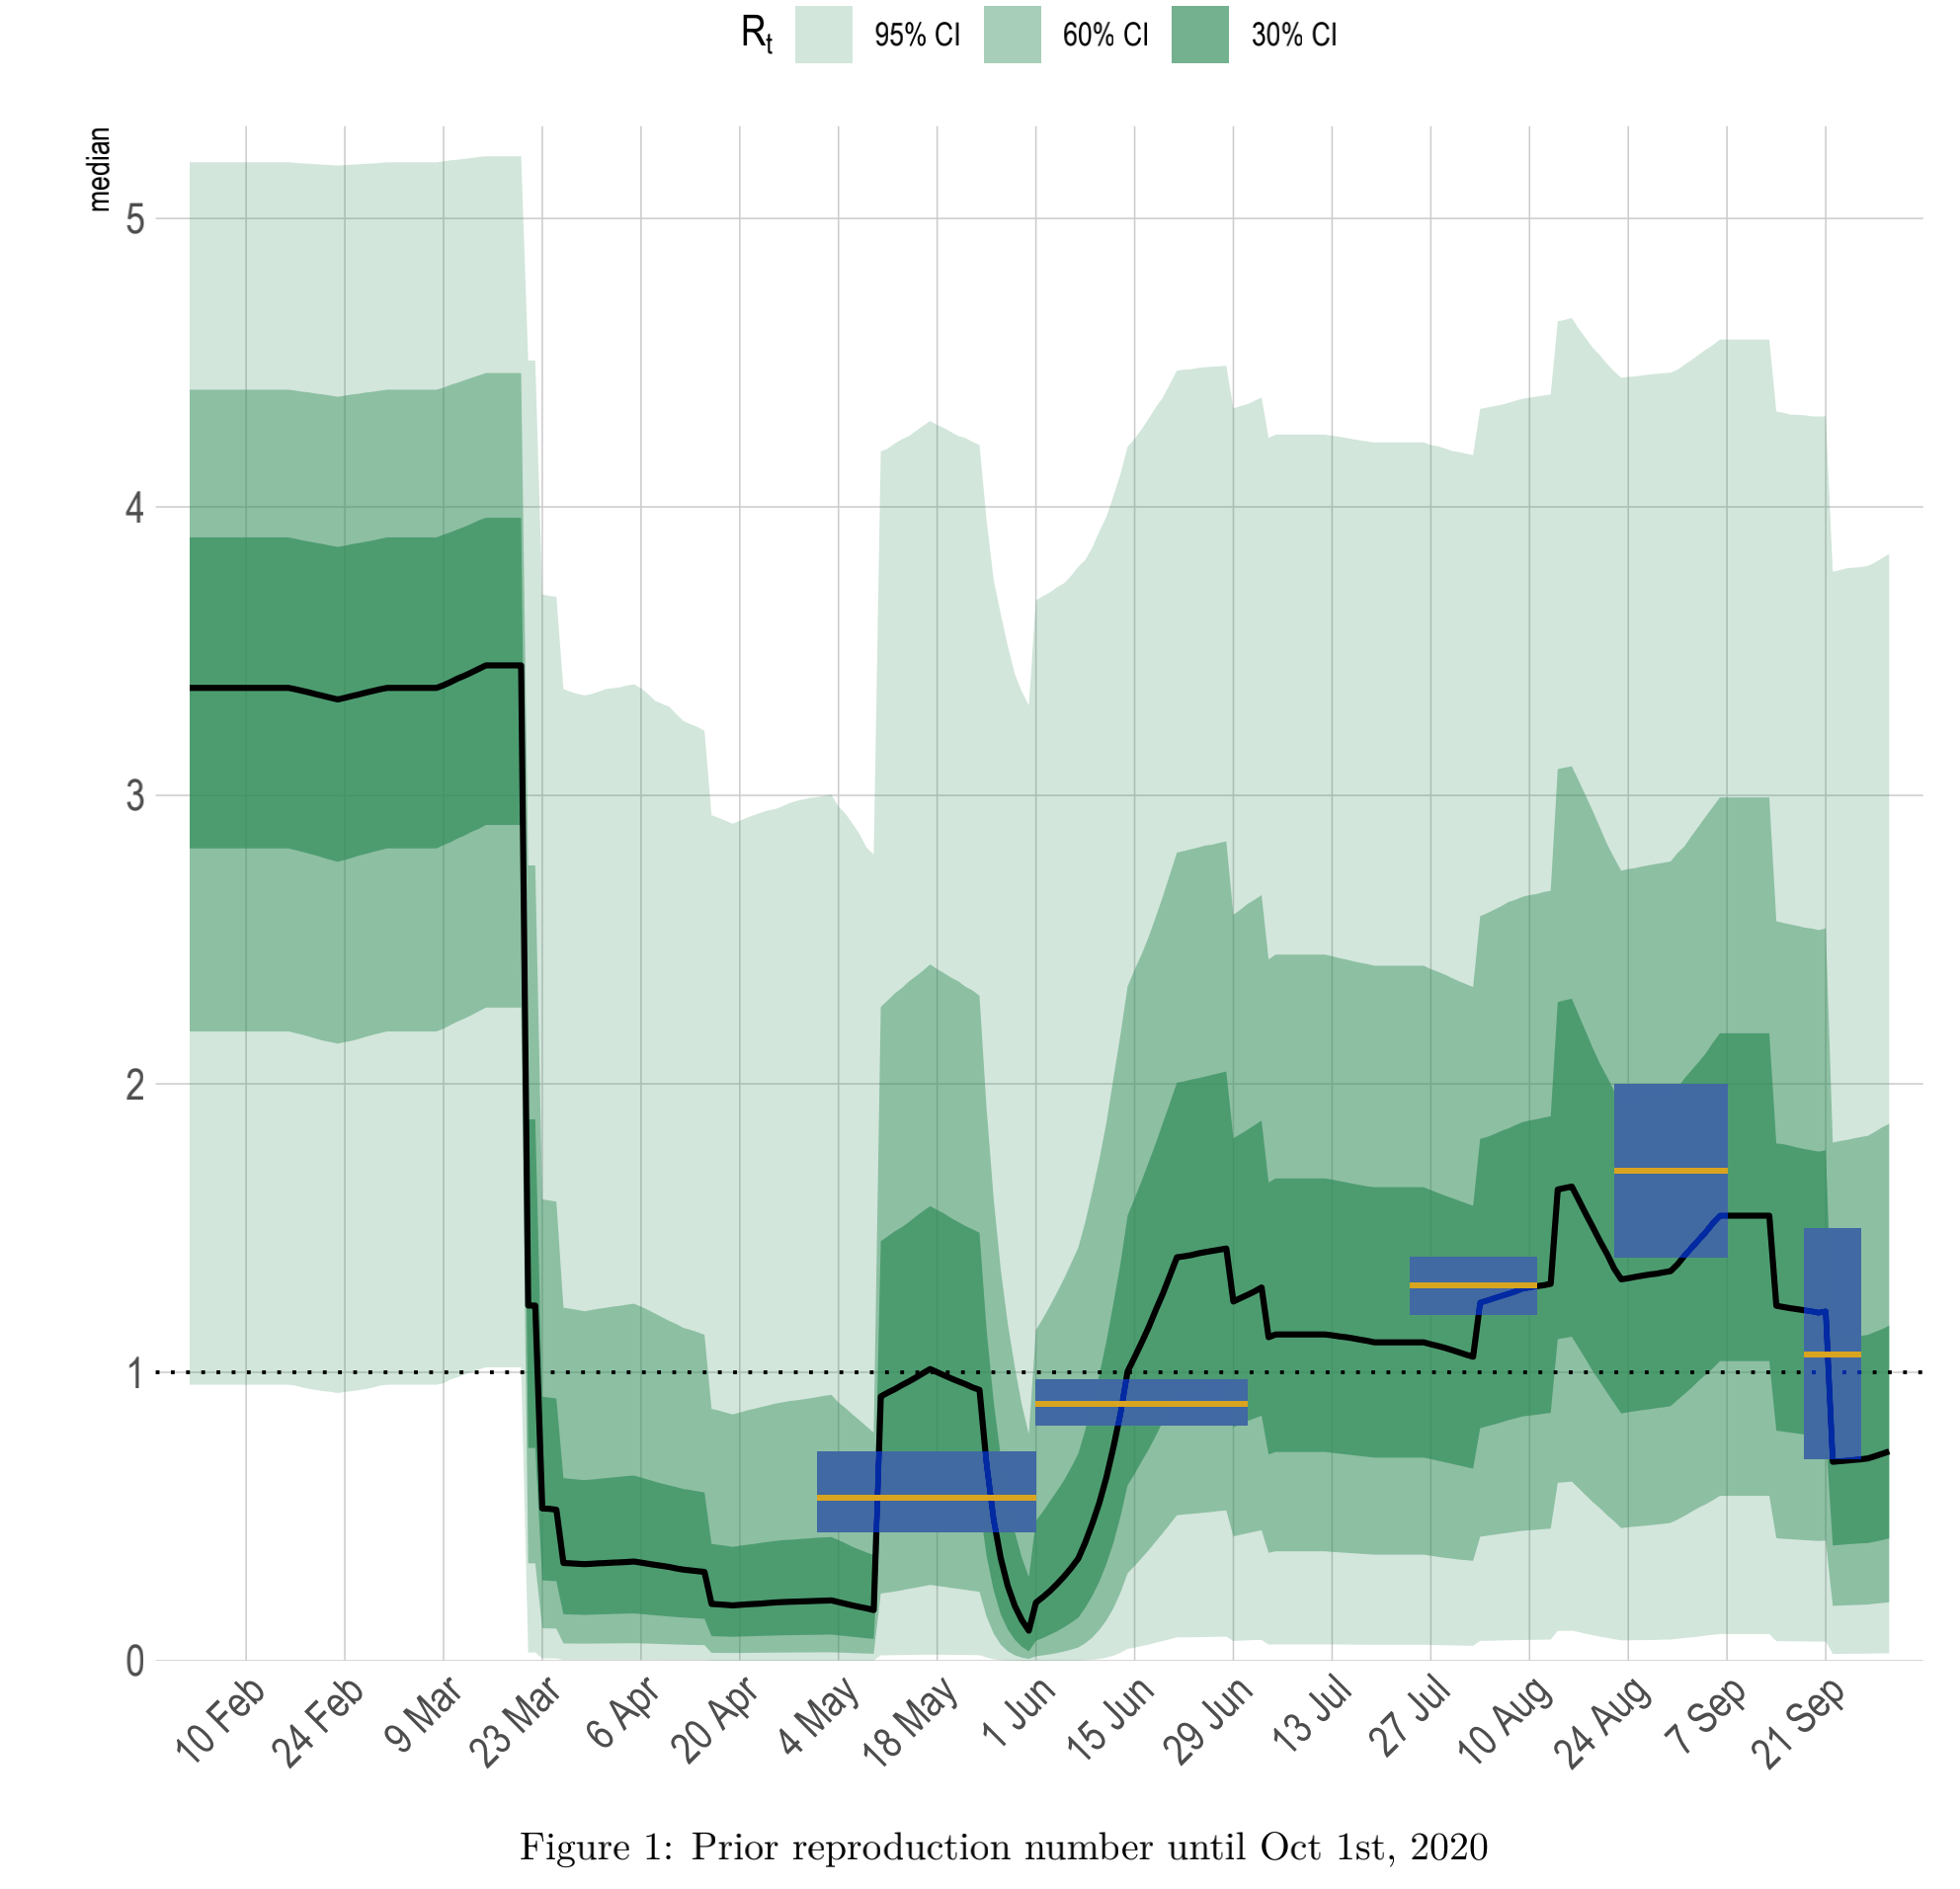 Rt 95% CI 60% CI 30% CI
median
5
4
3
2
1
0
10 Feb 24 Feb 9 Mar 23 Mar 6 Apr 20 Apr 4 May 18 May 1 Jun 15 Jun 29 Jun 13 Jul 27 Jul 10 Aug 24 Aug 7 Sep 21 Sep
Figure 1: Prior reproduction number until Oct 1st, 2020